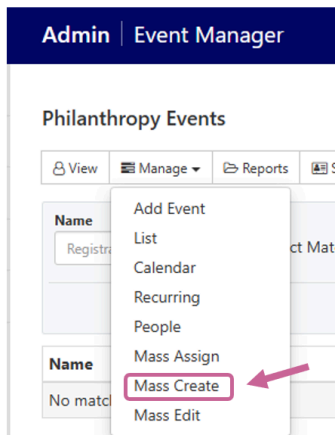 Admin | Event Manager
Philanthropy Events
View Manage Reports
Add Event
List
Calendar
Recurring
People
Mass Assign
Mass Create
Mass Edit
Name
Name